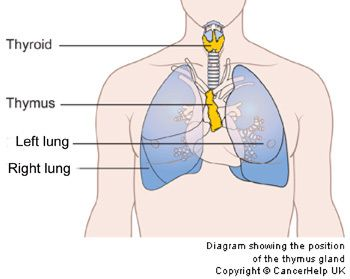 Thyroid
Thymus
Left lung
Right lung
Diagram showing the position
of the thymus gland
Copyright © CancerHelp UK